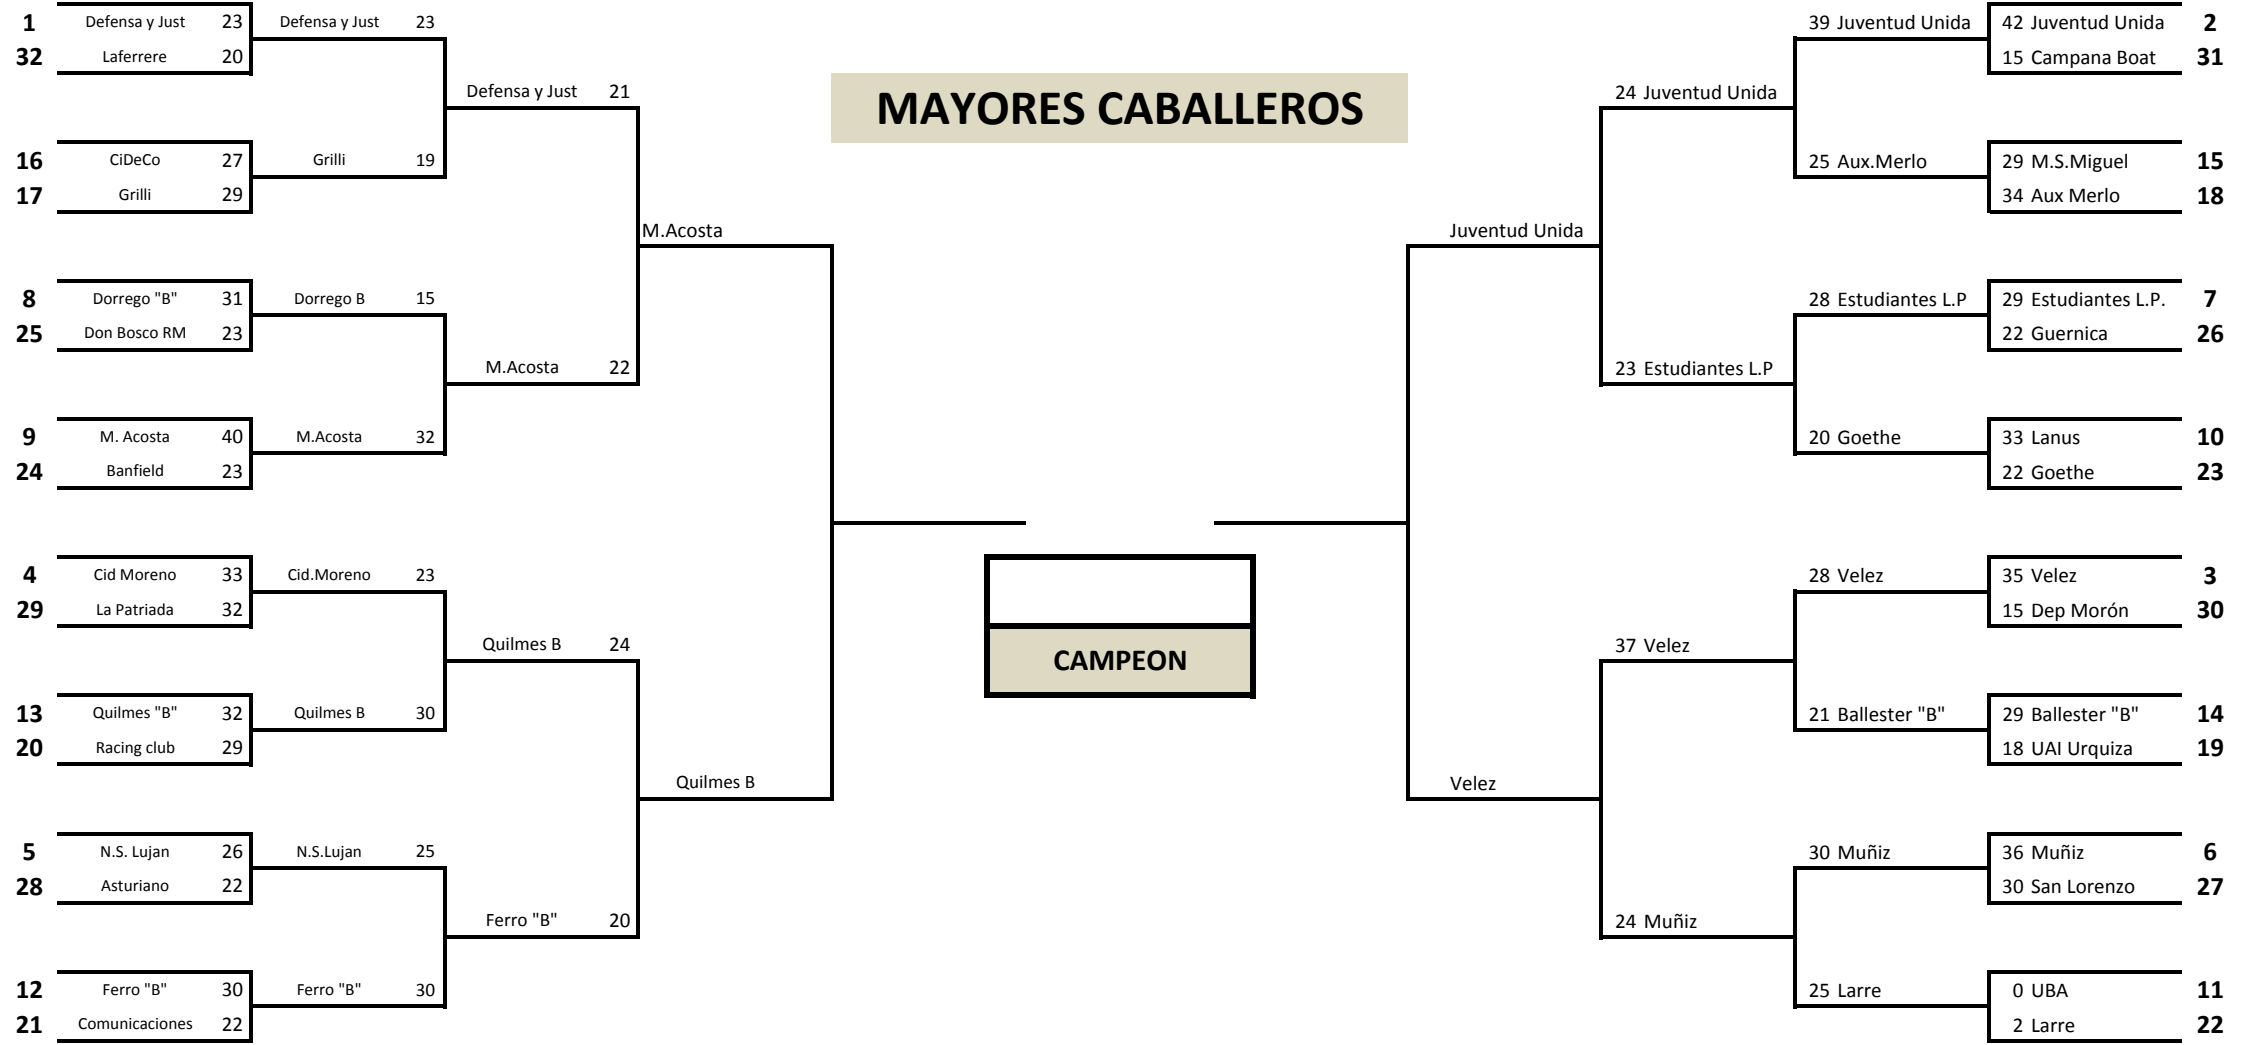 MAYORES CABALLEROS
1 Defensa y Just 23
32 Laferrere 20
16 CiDeCo 27
17 Grilli 29
8 Dorrego "B" 31
25 Don Bosco RM 23
9 M. Acosta 40
24 Banfield 23
4 Cid Moreno 33
29 La Patriada 32
13 Quilmes "B" 32
20 Racing club 29
5 N.S. Lujan 26
28 Asturiano 22
12 Ferro "B" 30
21 Comunicaciones 22
Defensa y Just 23
Grilli 19
Dorrego B 15
M.Acosta 32
Cid.Moreno 23
Quilmes B 30
N.S.Lujan 25
Ferro "B" 30
Defensa y Just 21
M.Acosta 22
Quilmes B 24
Ferro "B" 20
M.Acosta
Quilmes B
CAMPEON
Juventud Unida
Velez
24 Juventud Unida
23 Estudiantes L.P
37 Velez
24 Muñiz
39 Juventud Unida
25 Aux.Merlo
28 Estudiantes L.P
20 Goethe
28 Velez
21 Ballester "B"
30 Muñiz
25 Larre
42 Juventud Unida 2
15 Campana Boat 31
29 M.S.Miguel 15
34 Aux Merlo 18
29 Estudiantes L.P. 7
22 Guernica 26
33 Lanus 10
22 Goethe 23
35 Velez 3
15 Dep Morón 30
29 Ballester "B" 14
18 UAI Urquiza 19
36 Muñiz 6
30 San Lorenzo 27
0 UBA 11
2 Larre 22